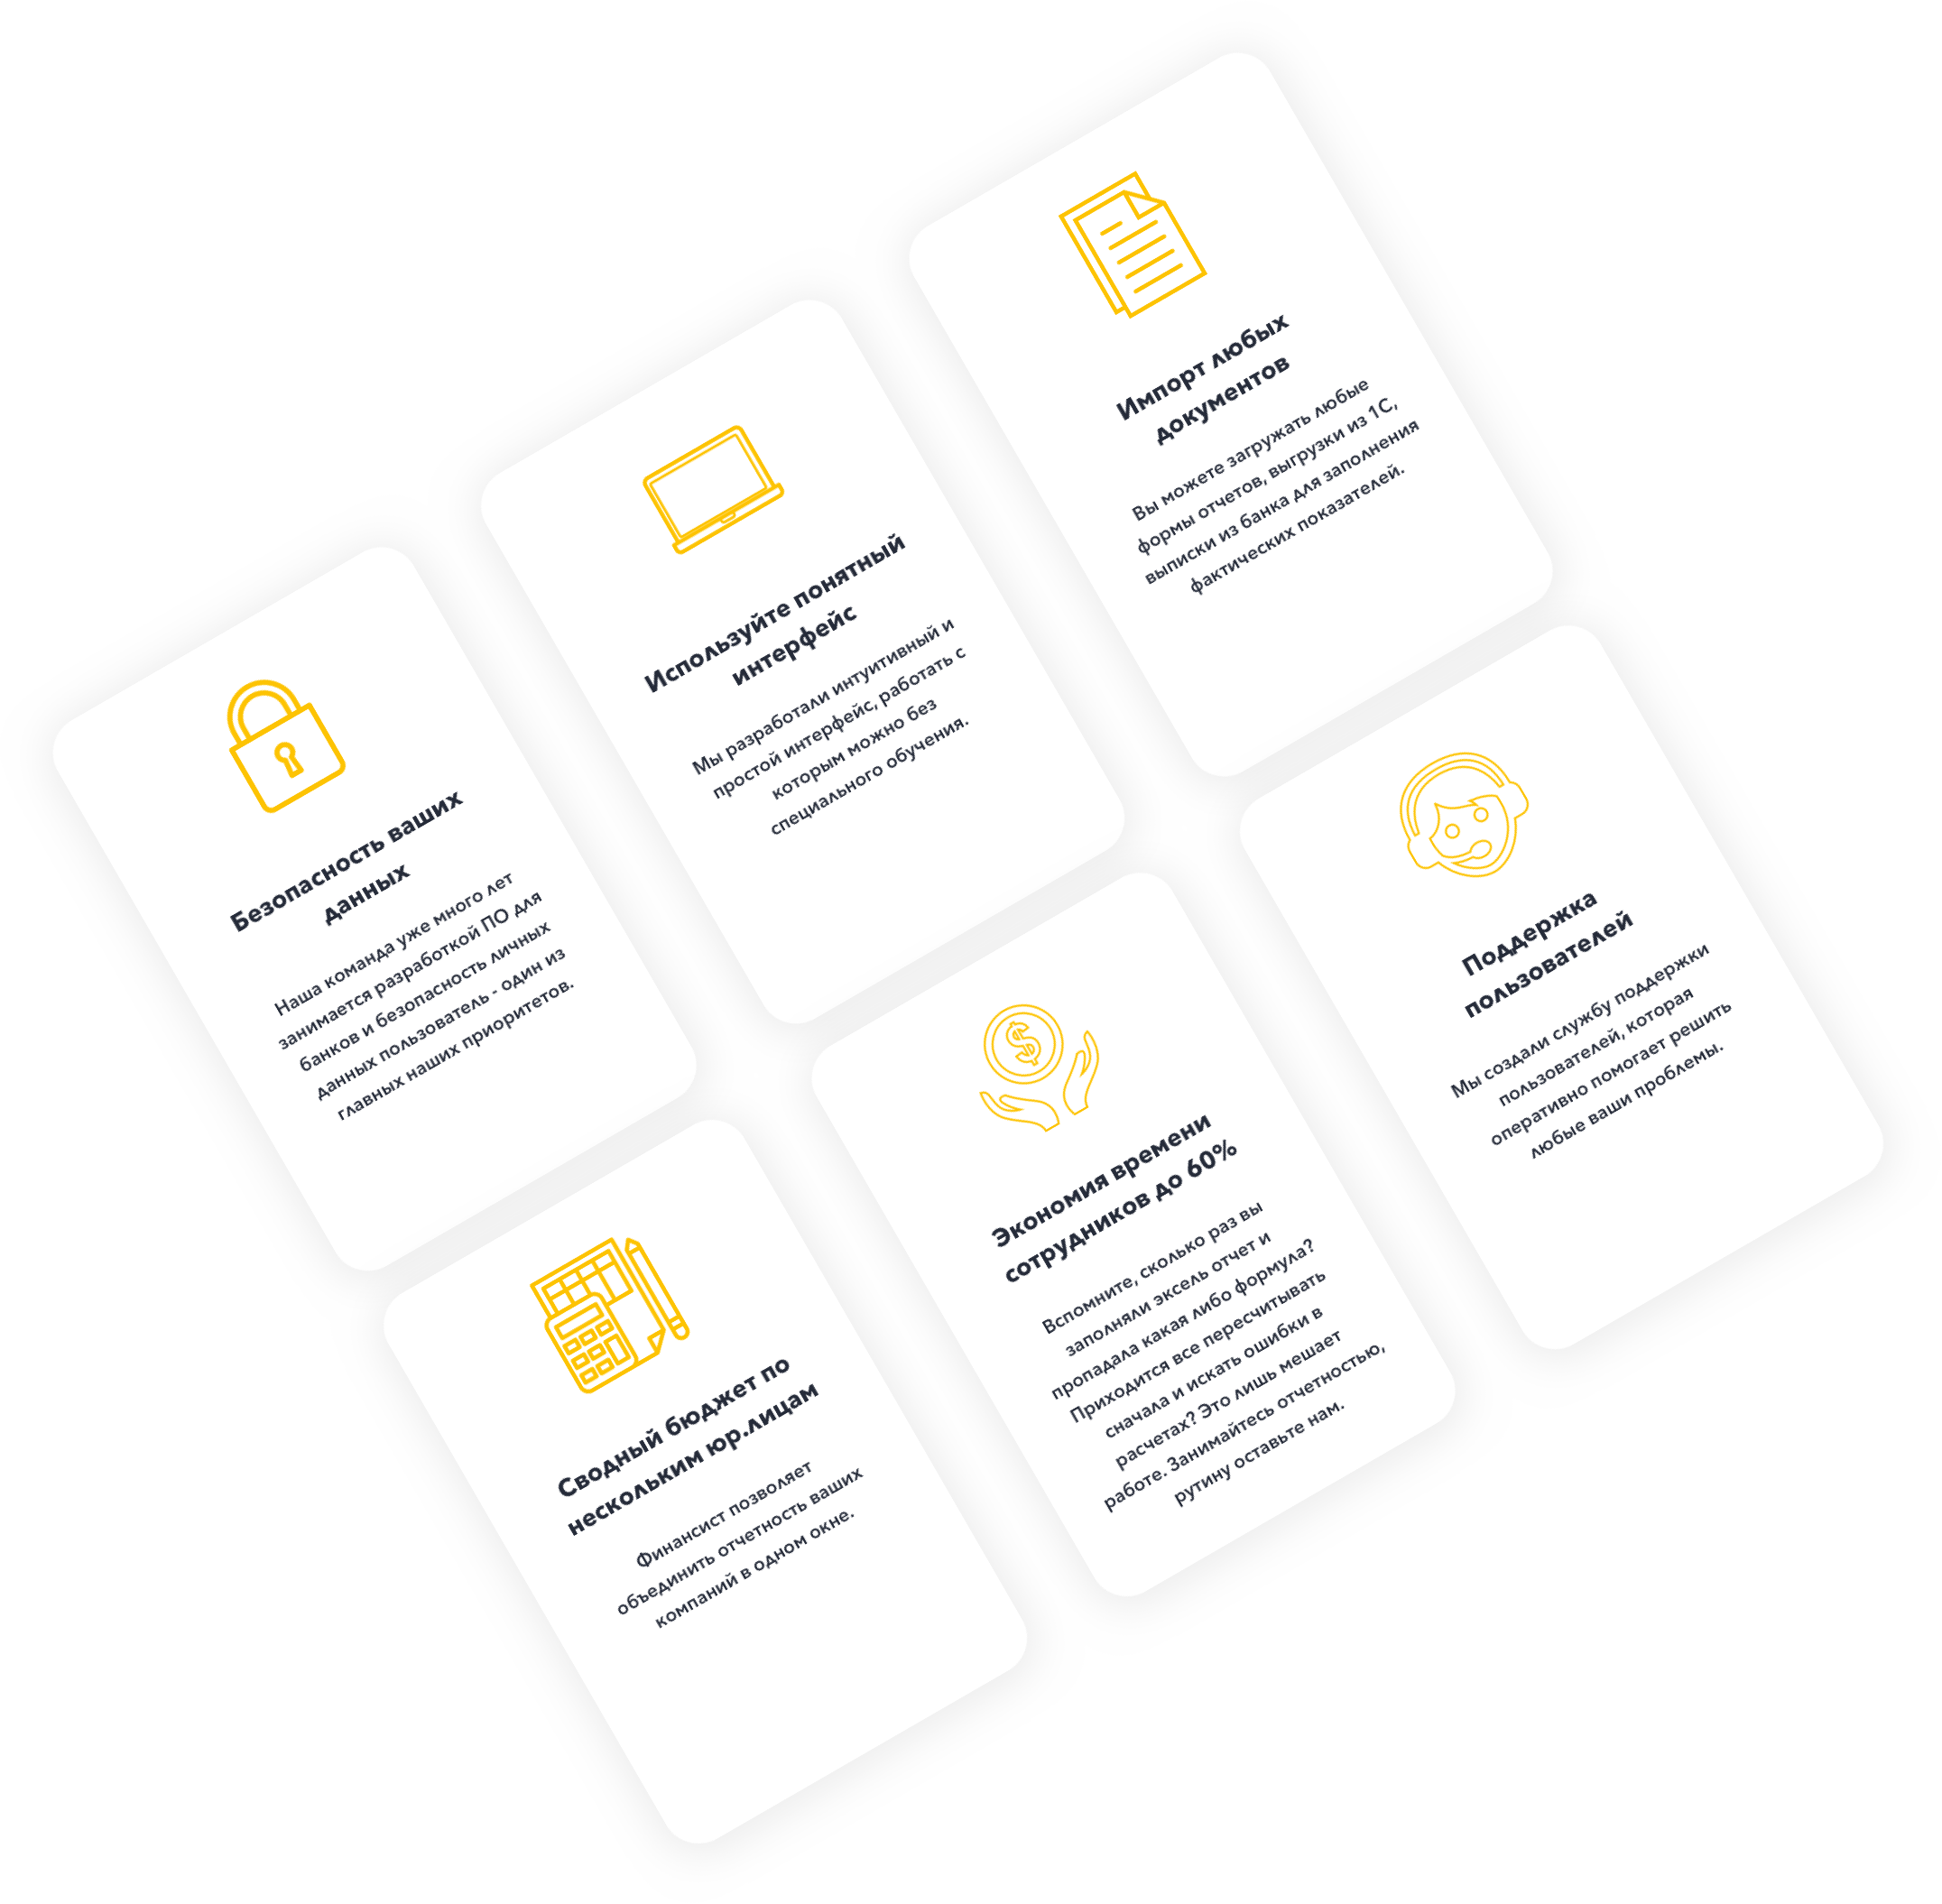 Безопасность ваших
данных
Наша команда уже много лет
занимается разработкой ПО для
банков и безопасность личных
данных пользователь - один из
главных наших приоритетов.
Используйте понятный
интерфейс
Мы разработали интуитивный и
простой интерфейс, работать с
которым можно без
специального обучения.
Импорт любых
документов
Вы можете загружать любые
формы отчетов, выгрузки из 1С,
выписки из банка для заполнения
фактических показателей.
Сводный бюджет по
нескольким юр.лицам
Финансист позволяет
объединить отчетность ваших
компаний в одном окне.
Экономия времени
сотрудников до 60%
Вспомните, сколько раз вы
заполняли эксель отчет и
пропадала какая либо формула?
Приходится все пересчитывать
сначала и искать ошибки в
расчетах? Это лишь мешает
работе. Занимайтесь отчетностью,
рутину оставьте нам.
Поддержка
пользователей
Мы создали службу поддержки
пользователей, которая
оперативно помогает решить
любые ваши проблемы.